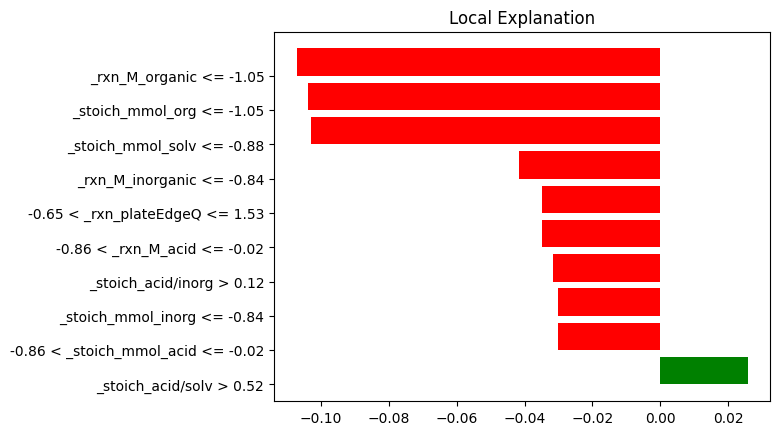 Local Explanation
_rxn_M_organic <= -1.05
_stoich_mmol_org <= -1.05
_stoich_mmol_solv <= -0.88
_rxn_M_inorganic <= -0.84
-0.65 < _rxn_plateEdgeQ <= 1.53
-0.86 < _rxn_M_acid <= -0.02
_stoich_acid/inorg > 0.12
_stoich_mmol_inorg <= -0.84
-0.86 < _stoich_mmol_acid <= -0.02
_stoich_acid/solv > 0.52
−0.10 −0.08 −0.06 −0.04 −0.02 0.00 0.02